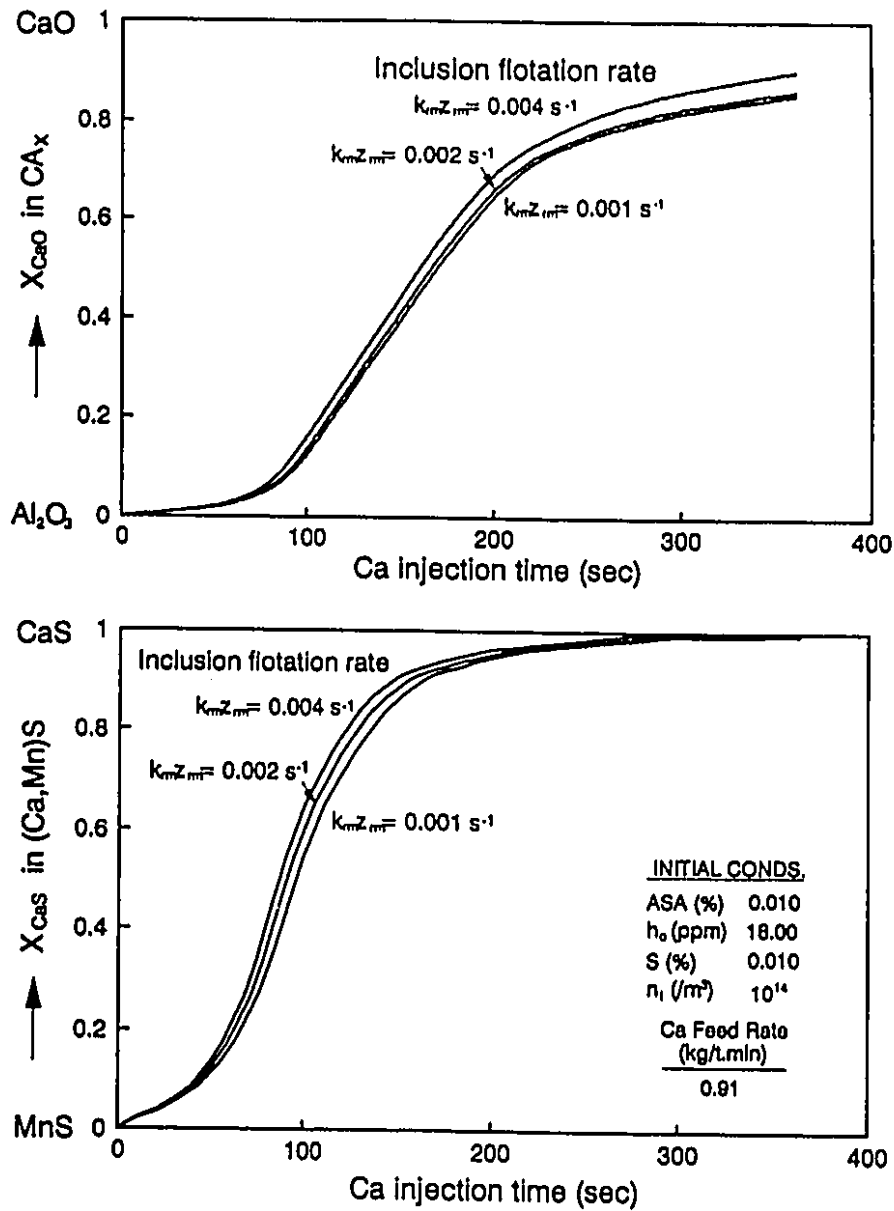 CaO
1
Inclusion flotation rate
kₘzₘ= 0.004 s⁻¹
0.8
kₘzₘ= 0.002 s⁻¹
kₘzₘ= 0.001 s⁻¹
0.6
X_CaO in CAₓ
0.4
0.2
Al₂O₃
0
0 100 200 300 400
Ca injection time (sec)
CaS
1
Inclusion flotation rate
kₘzₘ= 0.004 s⁻¹
0.8
kₘzₘ= 0.002 s⁻¹
kₘzₘ= 0.001 s⁻¹
0.6
X_CaS in (Ca,Mn)S
0.4
0.2
MnS
0
INITIAL CONDS.
ASA (%) 0.010
hₒ (ppm) 18.00
S (%) 0.010
nᵢ (/m³) 10¹⁴
Ca Feed Rate
(kg/t.min)
0.91
0 100 200 300 400
Ca injection time (sec)